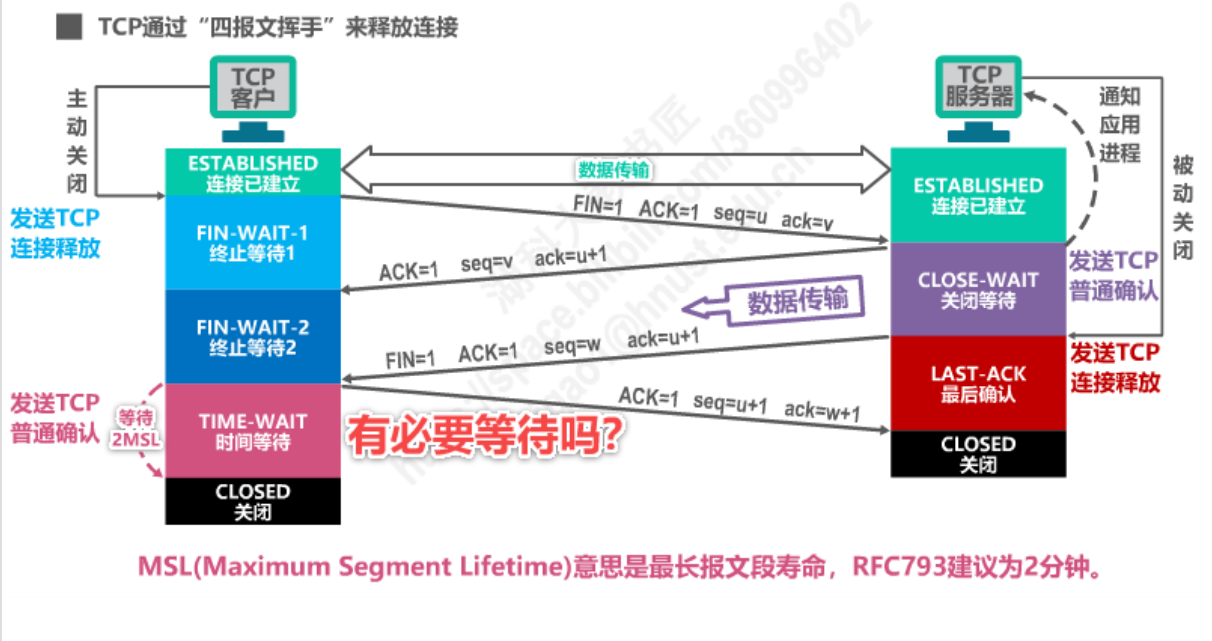 TCP通过“四报文挥手”来释放连接
TCP
客户
TCP
服务器
主动关闭
通知
应用
进程
被动关闭
ESTABLISHED
连接已建立
数据传输
ESTABLISHED
连接已建立
发送TCP
连接释放
FIN=1 ACK=1 seq=u ack=v
FIN-WAIT-1
终止等待1
ACK=1 seq=v ack=u+1
CLOSE-WAIT
关闭等待
发送TCP
普通确认
数据传输
FIN-WAIT-2
终止等待2
FIN=1 ACK=1 seq=w ack=u+1
LAST-ACK
最后确认
发送TCP
连接释放
发送TCP
普通确认
等待
2MSL
TIME-WAIT
时间等待
ACK=1 seq=u+1 ack=w+1
有必要等待吗?
CLOSED
关闭
CLOSED
关闭
MSL(Maximum Segment Lifetime)意思是最长报文段寿命，RFC793建议为2分钟。